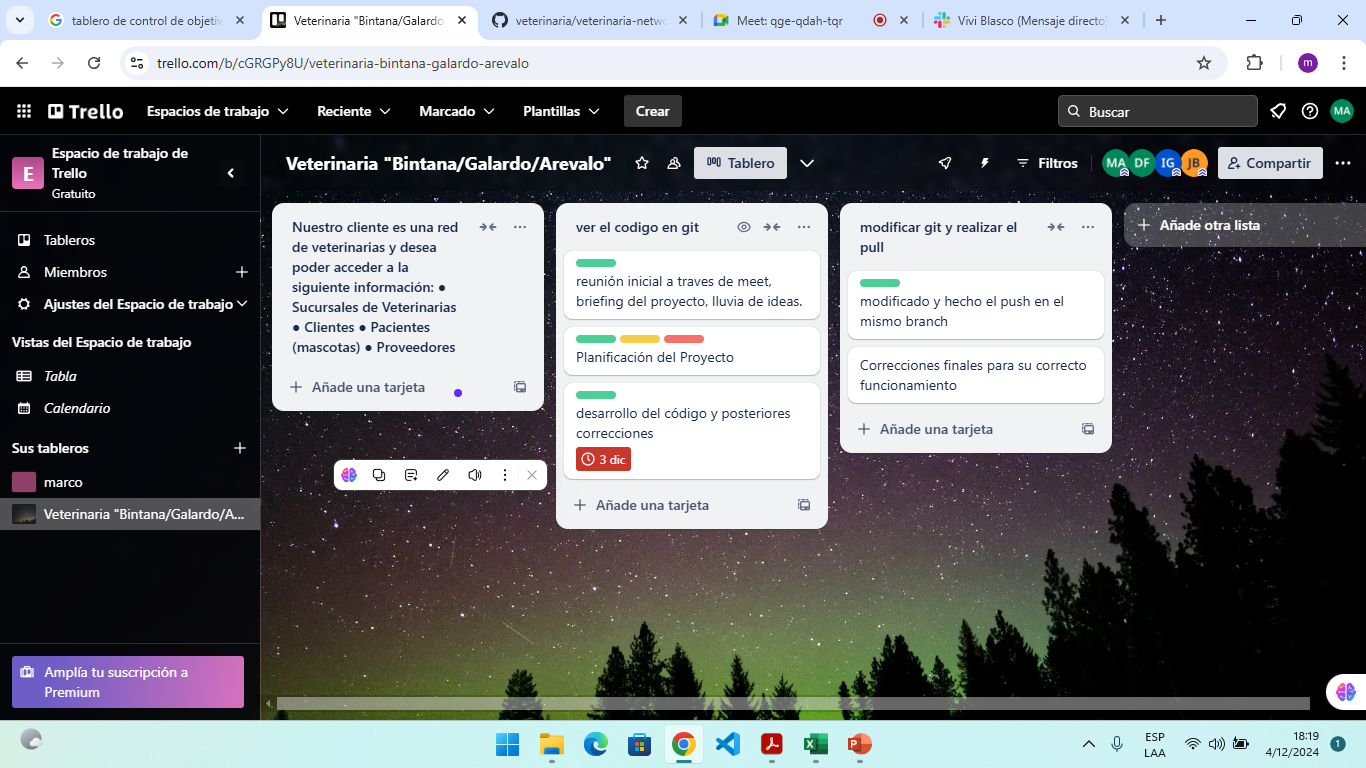 tablero de control de objetiv
Veterinaria "Bintana/Galardo
veterinaria/veterinaria-netw
Meet: qge-qdah-tqr
Vivi Blasco (Mensaje directo)
trello.com/b/cGRGPy8U/veterinaria-bintana-galardo-arevalo
m
Trello
Espacios de trabajo
Reciente
Marcado
Plantillas
Crear
Buscar
MA
E
Espacio de trabajo de
Trello
Gratuito
Veterinaria "Bintana/Galardo/Arevalo"
Tablero
Filtros
MA
DF
IG
JB
Compartir
Tableros
Miembros
Ajustes del Espacio de trabajo
Vistas del Espacio de trabajo
Tabla
Calendario
Sus tableros
marco
Veterinaria "Bintana/Galardo/A...
Amplía tu suscripción a
Premium
Nuestro cliente es una red
de veterinarias y desea
poder acceder a la
siguiente información: ●
Sucursales de Veterinarias
● Clientes ● Pacientes
(mascotas) ● Proveedores
Añade una tarjeta
ver el codigo en git
reunión inicial a traves de meet,
briefing del proyecto, lluvia de ideas.
Planificación del Proyecto
desarrollo del código y posteriores
correcciones
3 dic
Añade una tarjeta
modificar git y realizar el
pull
modificado y hecho el push en el
mismo branch
Correcciones finales para su correcto
funcionamiento
Añade una tarjeta
Añade otra lista
ESP
LAA
18:19
4/12/2024
1